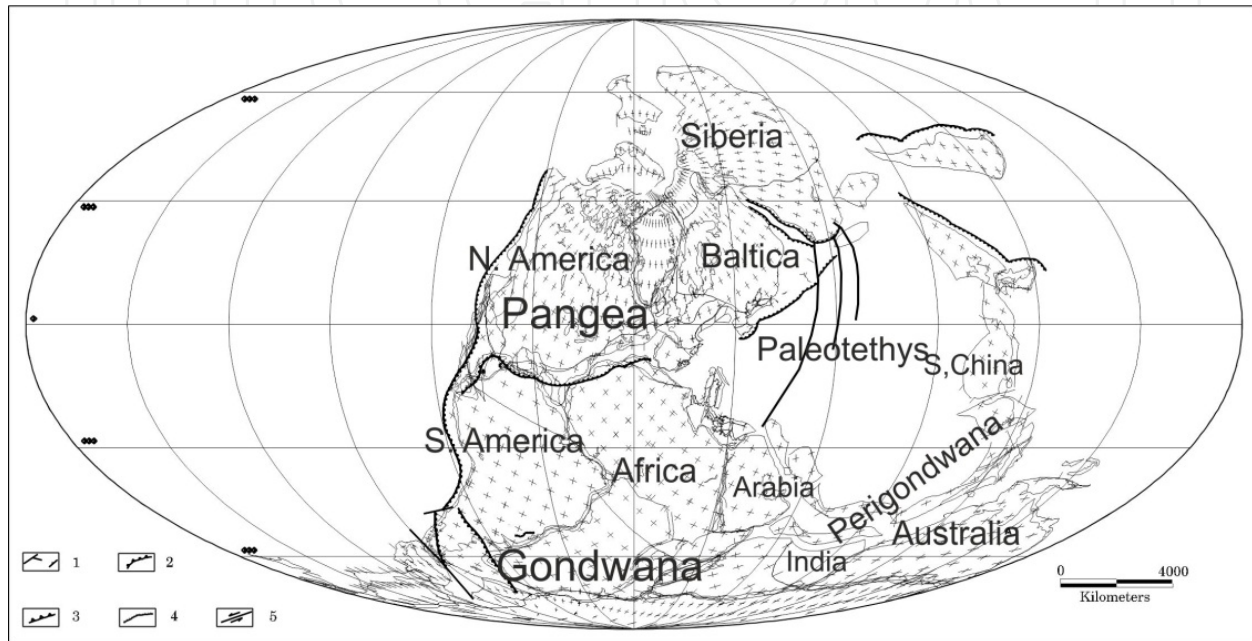 Siberia
N. America
Baltica
Pangea
Paleotethys
S,China
S. America
Africa
Arabia
Perigondwana
Australia
India
Gondwana
1
2
3
4
5
0
4000
Kilometers